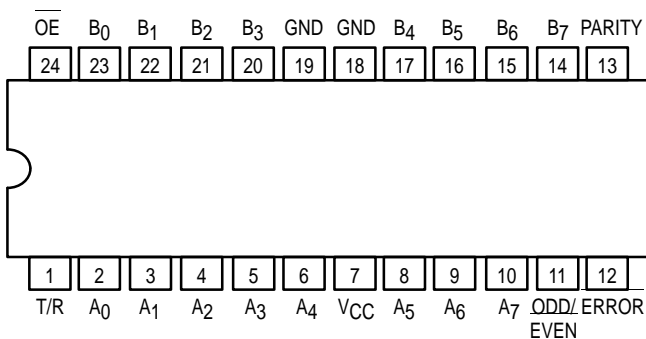 OE B0 B1 B2 B3 GND GND B4 B5 B6 B7 PARITY
24 23 22 21 20 19 18 17 16 15 14 13
1 2 3 4 5 6 7 8 9 10 11 12
T/R A0 A1 A2 A3 A4 VCC A5 A6 A7 ODD/ ERROR
EVEN